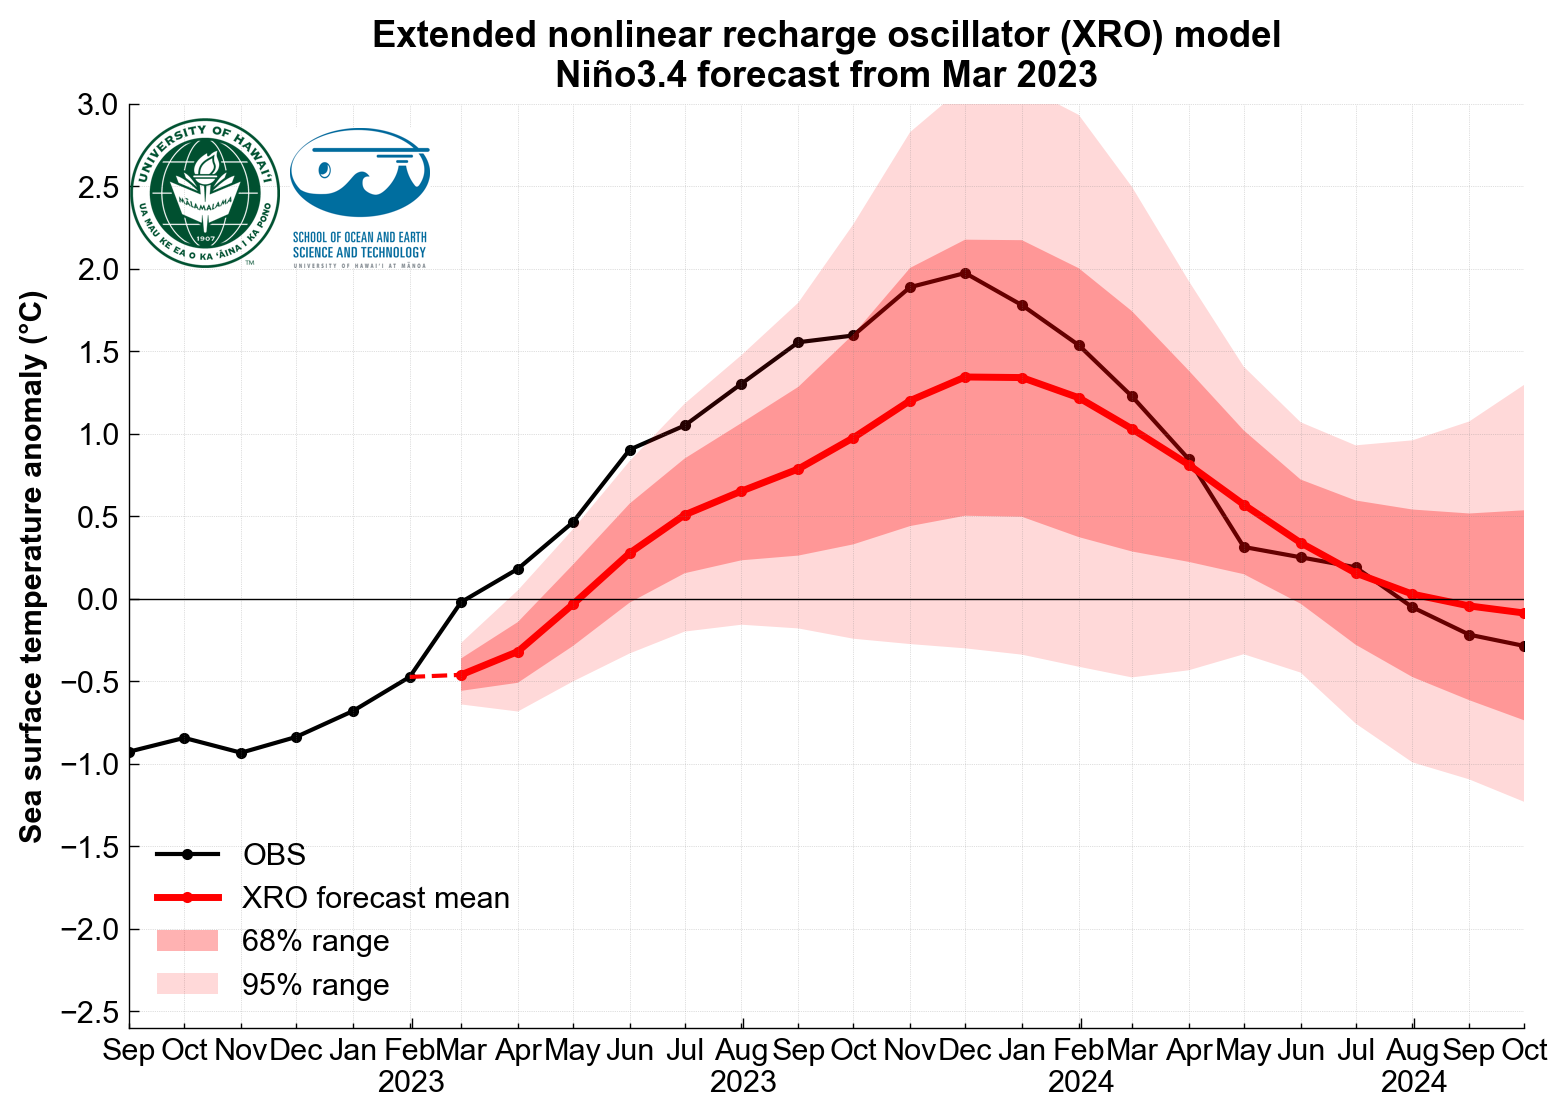 Extended nonlinear recharge oscillator (XRO) model
Niño3.4 forecast from Mar 2023
Sea surface temperature anomaly (°C)
3.0
2.5
2.0
1.5
1.0
0.5
0.0
−0.5
−1.0
−1.5
−2.0
−2.5
UNIVERSITY OF HAWAI‘I
MĀLAMALAMA
1907
UA MAU KE EA O KA ‘ĀINA I KA PONO
TM
SCHOOL OF OCEAN AND EARTH
SCIENCE AND TECHNOLOGY
UNIVERSITY OF HAWAI‘I AT MĀNOA
OBS
XRO forecast mean
68% range
95% range
Sep Oct Nov Dec Jan Feb Mar Apr May Jun Jul Aug Sep Oct Nov Dec Jan Feb Mar Apr May Jun Jul Aug Sep Oct
2023 2023 2024 2024